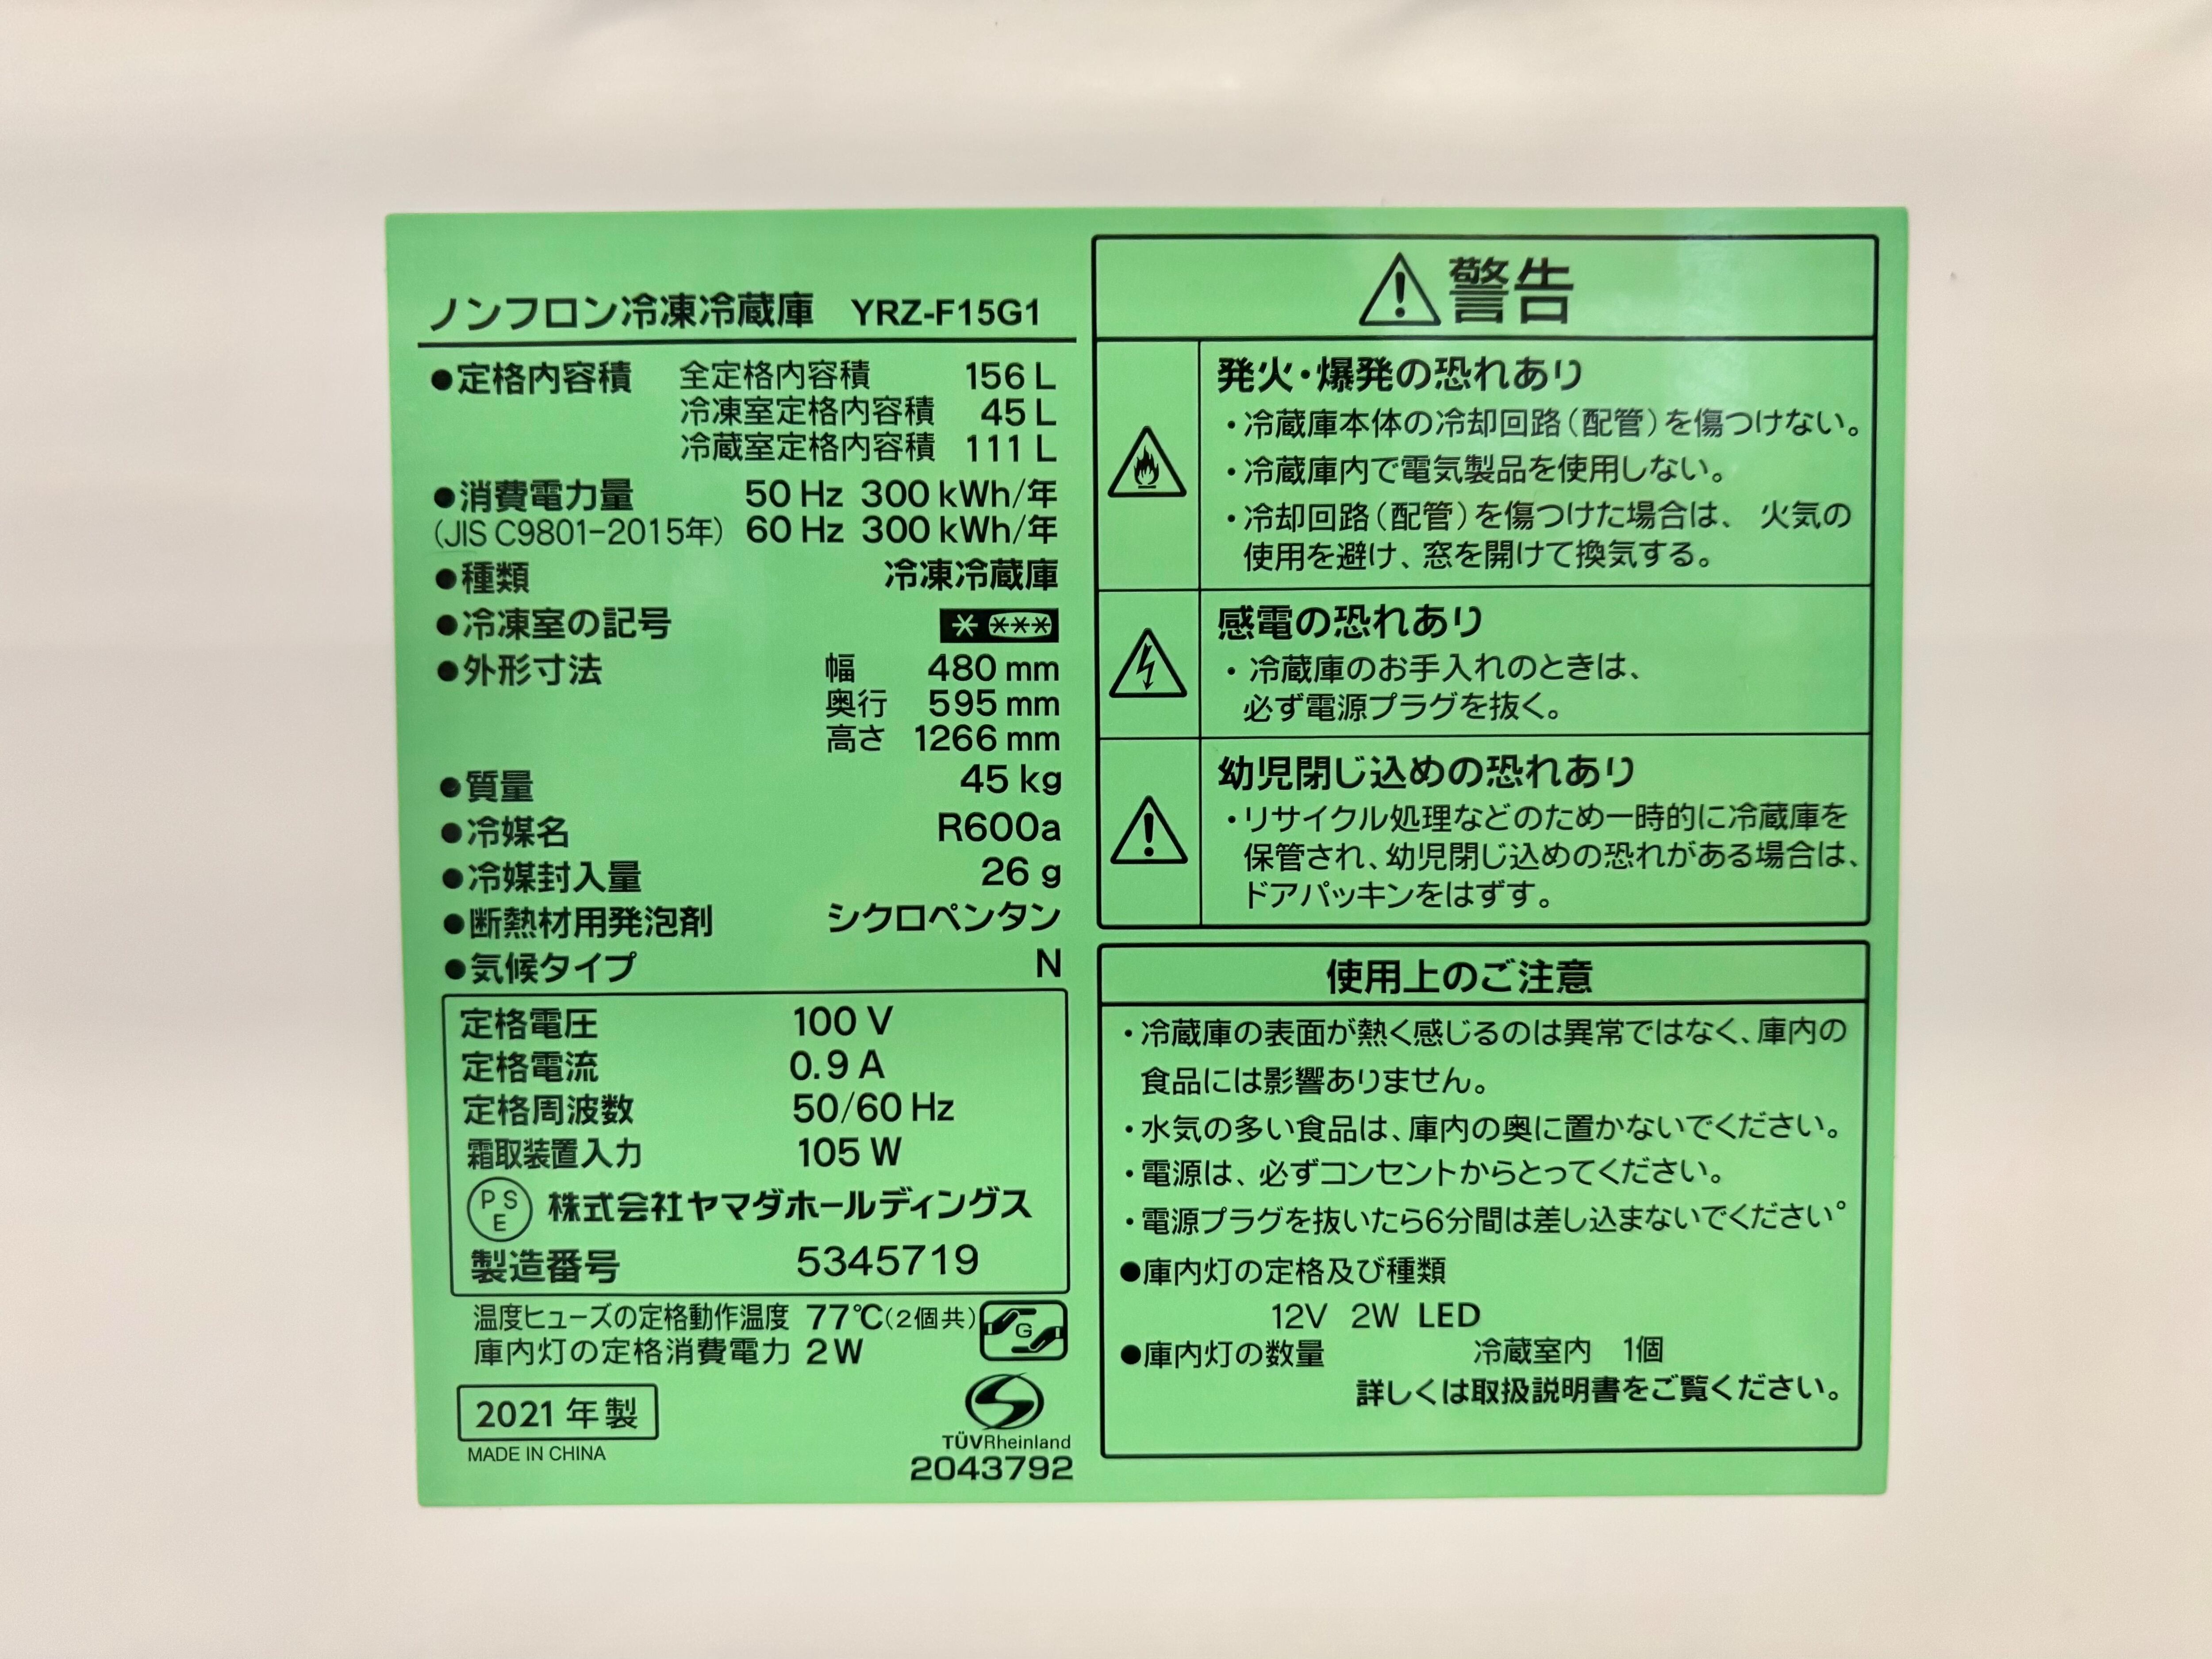 ノンフロン冷凍冷蔵庫 YRZ-F15G1
●定格内容積 全定格内容積 156 L
冷凍室定格内容積 45 L
冷蔵室定格内容積 111 L
●消費電力量 50 Hz 300 kWh/年
(JIS C9801-2015年) 60 Hz 300 kWh/年
●種類 冷凍冷蔵庫
●冷凍室の記号 * ***
●外形寸法 幅 480 mm
奥行 595 mm
高さ 1266 mm
●質量 45 kg
●冷媒名 R600a
●冷媒封入量 26 g
●断熱材用発泡剤 シクロペンタン
●気候タイプ N
定格電圧 100 V
定格電流 0.9 A
定格周波数 50/60 Hz
霜取装置入力 105 W
PSE 株式会社ヤマダホールディングス
製造番号 5345719
温度ヒューズの定格動作温度 77℃(2個共)
庫内灯の定格消費電力 2W
G
2021年製
MADE IN CHINA
TÜVRheinland
2043792
警告
発火・爆発の恐れあり
・冷蔵庫本体の冷却回路(配管)を傷つけない。
・冷蔵庫内で電気製品を使用しない。
・冷却回路(配管)を傷つけた場合は、 火気の
使用を避け、窓を開けて換気する。
感電の恐れあり
・冷蔵庫のお手入れのときは、
必ず電源プラグを抜く。
幼児閉じ込めの恐れあり
・リサイクル処理などのため一時的に冷蔵庫を
保管され、幼児閉じ込めの恐れがある場合は、
ドアパッキンをはずす。
使用上のご注意
・冷蔵庫の表面が熱く感じるのは異常ではなく、庫内の
食品には影響ありません。
・水気の多い食品は、庫内の奥に置かないでください。
・電源は、必ずコンセントからとってください。
・電源プラグを抜いたら6分間は差し込まないでください。
●庫内灯の定格及び種類
12V 2W LED
●庫内灯の数量 冷蔵室内 1個
詳しくは取扱説明書をご覧ください。